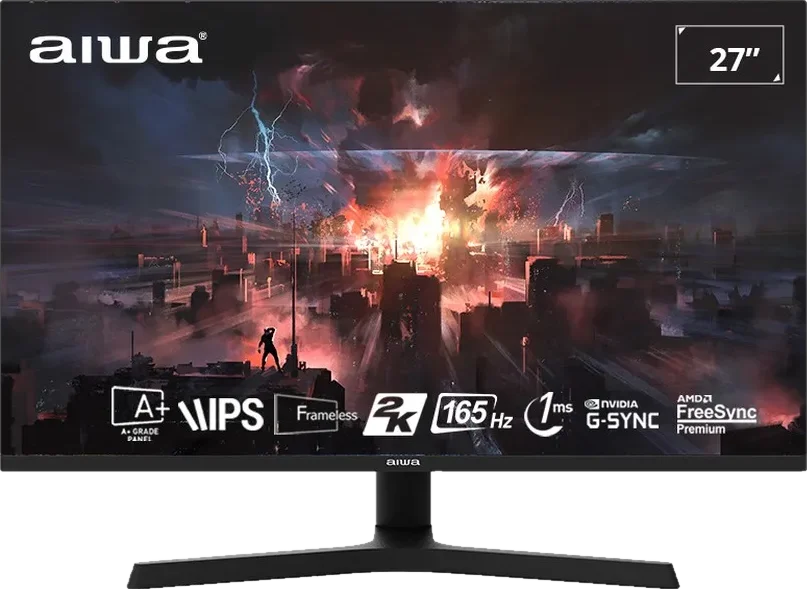 aiwa®
27"
A+
A+ GRADE
PANEL
IPS
Frameless
2K
165 Hz
1ms
NVIDIA
G-SYNC
AMD
FreeSync
Premium
aiwa